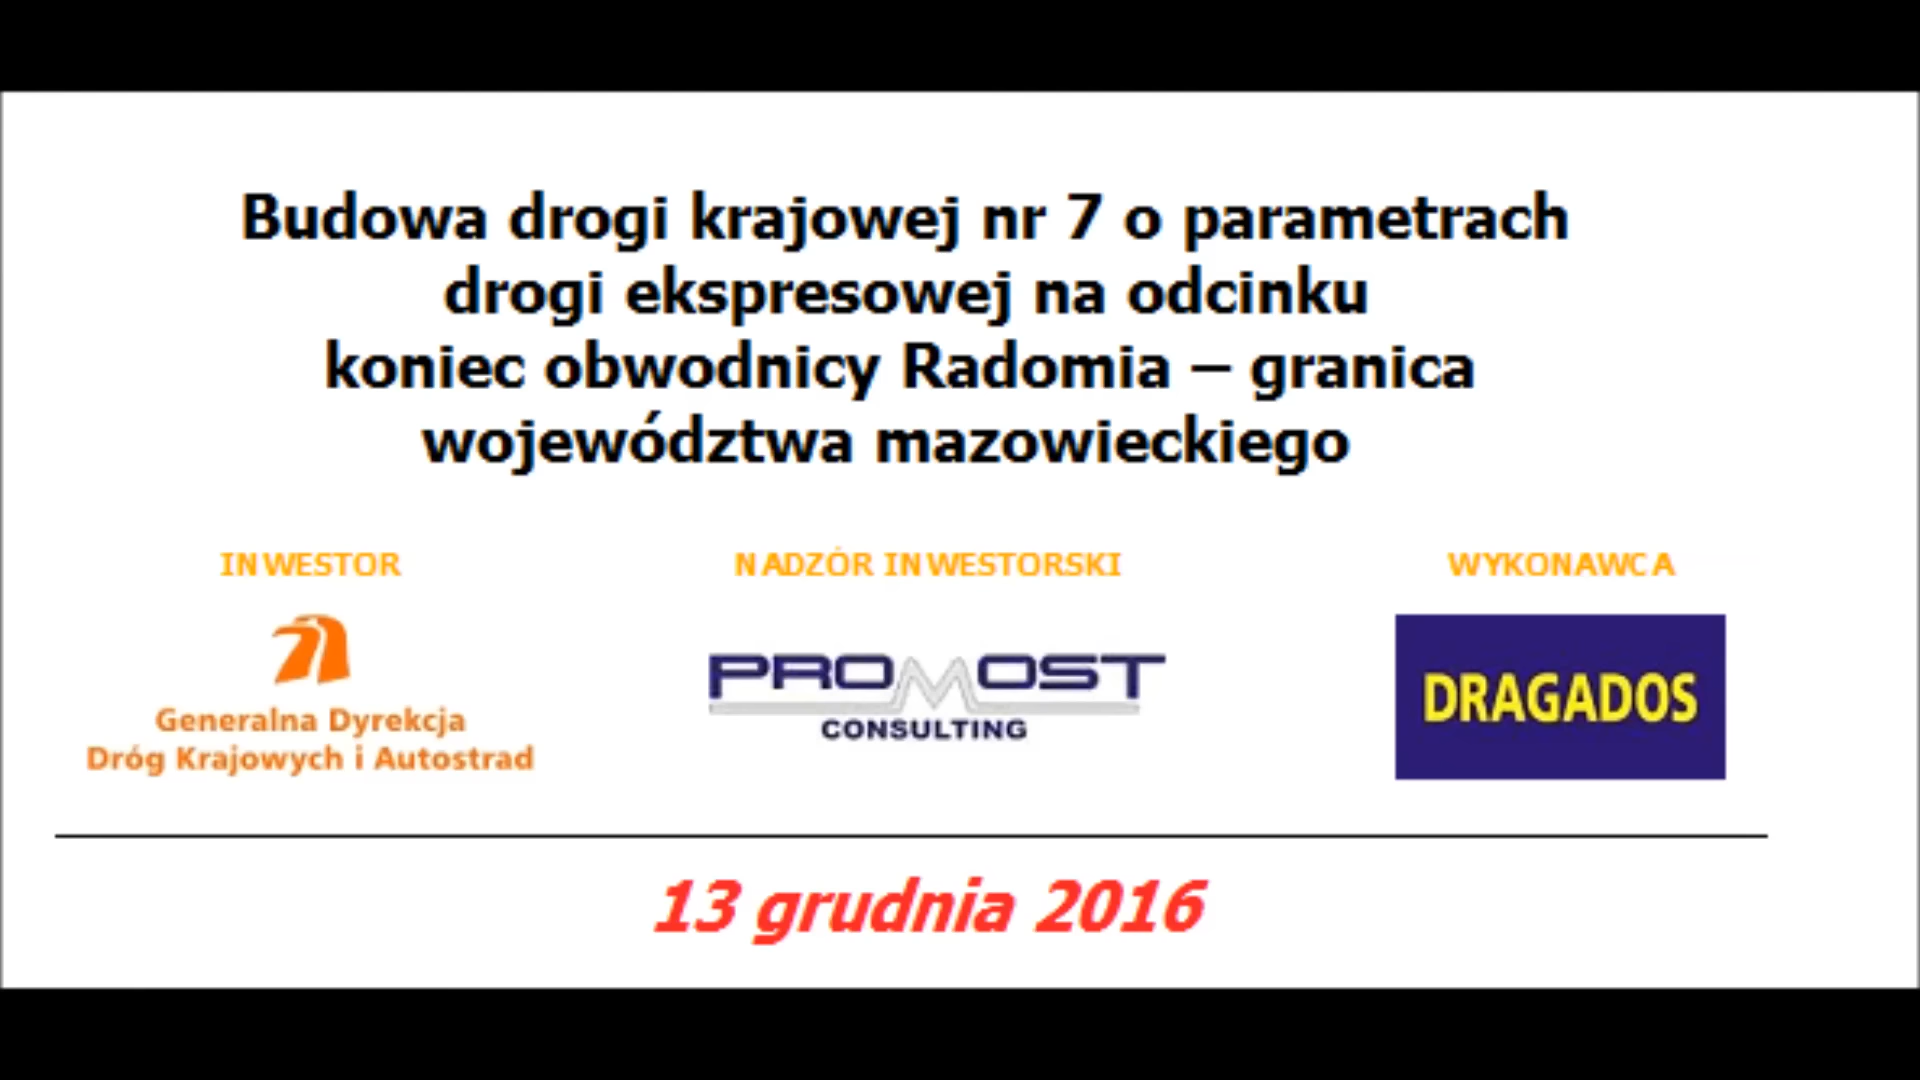 Budowa drogi krajowej nr 7 o parametrach
drogi ekspresowej na odcinku
koniec obwodnicy Radomia – granica
województwa mazowieckiego
INWESTOR
Generalna Dyrekcja
Dróg Krajowych i Autostrad
NADZÓR INWESTORSKI
PROMOST
CONSULTING
WYKONAWCA
DRAGADOS
13 grudnia 2016